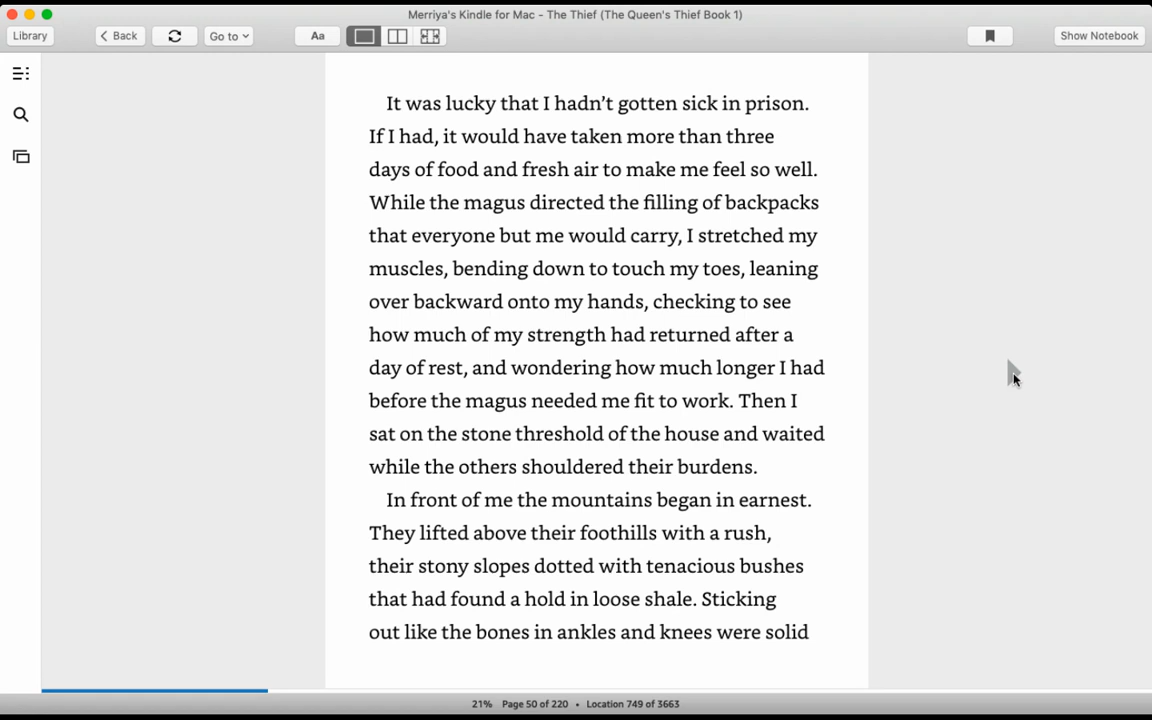 Merriya's Kindle for Mac - The Thief (The Queen's Thief Book 1)
Library
Back
Go to
Aa
Show Notebook
It was lucky that I hadn’t gotten sick in prison.
If I had, it would have taken more than three
days of food and fresh air to make me feel so well.
While the magus directed the filling of backpacks
that everyone but me would carry, I stretched my
muscles, bending down to touch my toes, leaning
over backward onto my hands, checking to see
how much of my strength had returned after a
day of rest, and wondering how much longer I had
before the magus needed me fit to work. Then I
sat on the stone threshold of the house and waited
while the others shouldered their burdens.
In front of me the mountains began in earnest.
They lifted above their foothills with a rush,
their stony slopes dotted with tenacious bushes
that had found a hold in loose shale. Sticking
out like the bones in ankles and knees were solid
21% Page 50 of 220 • Location 749 of 3663